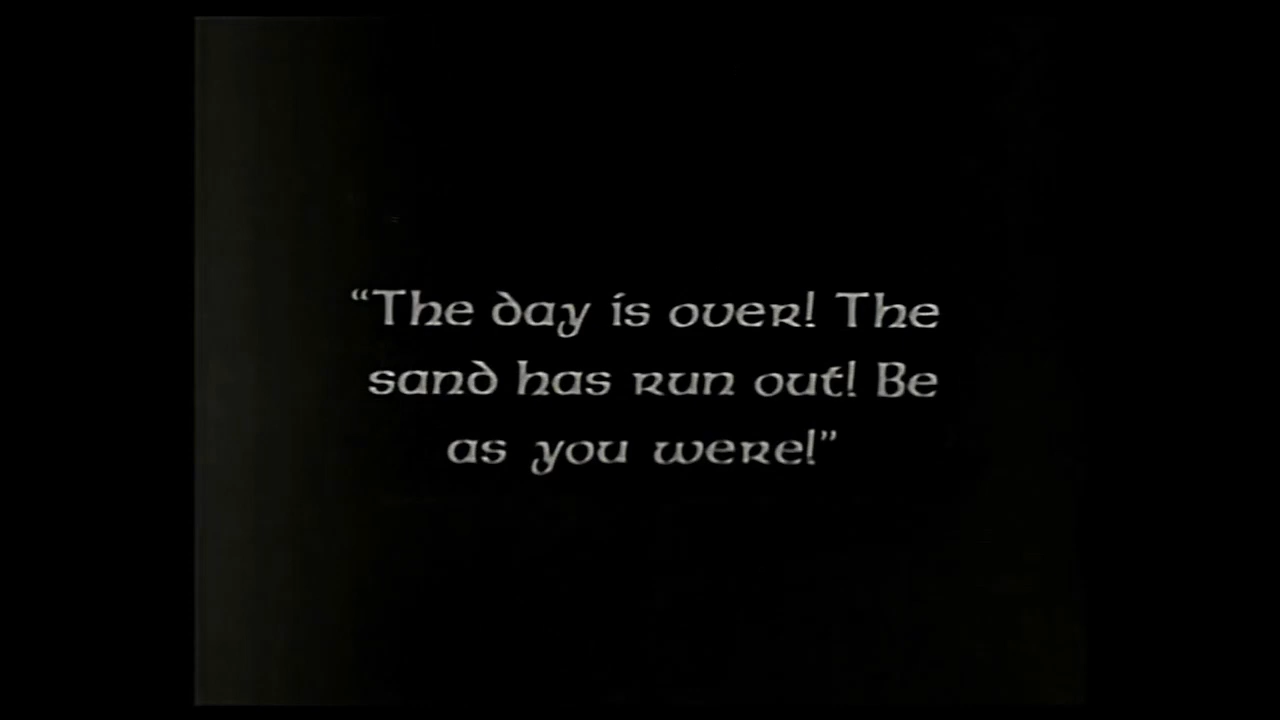 “The day is over! The
sand has run out! Be
as you were!”